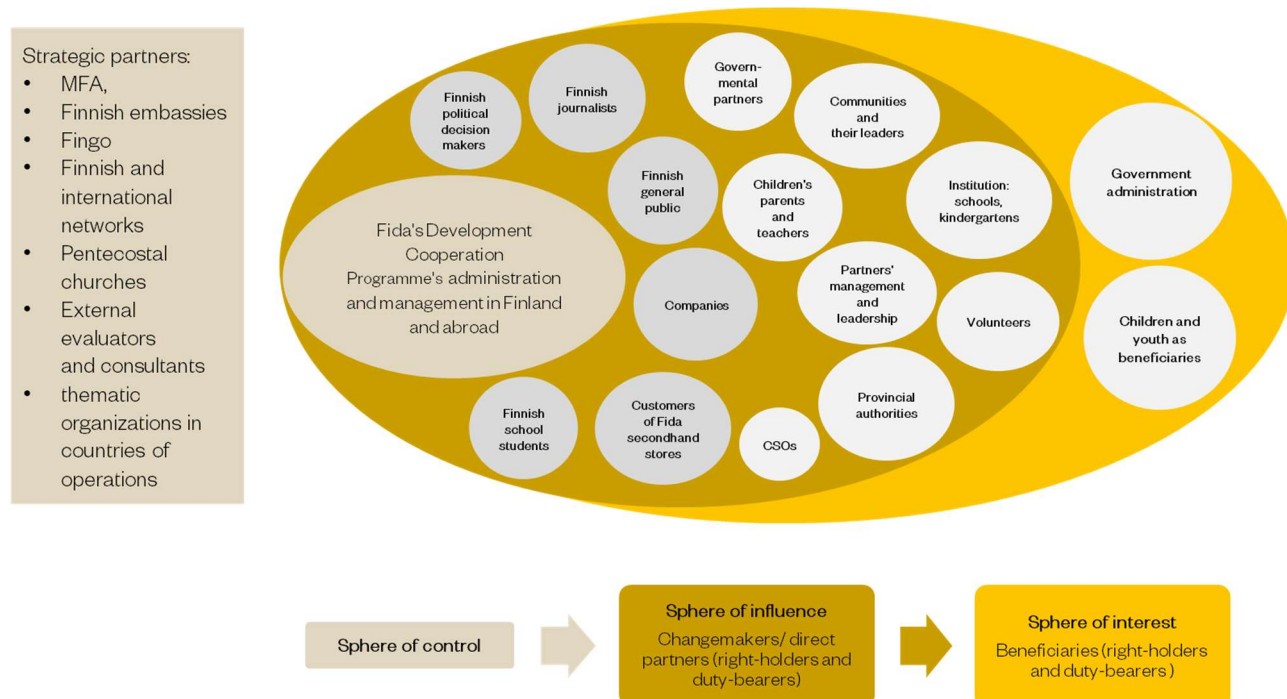 Strategic partners:
• MFA,
• Finnish embassies
• Fingo
• Finnish and
international
networks
• Pentecostal
churches
• External
evaluators
and consultants
• thematic
organizations in
countries of
operations
Finnish
political
decision
makers
Finnish
journalists
Govern-
mental
partners
Communities
and
their leaders
Finnish
general
public
Children's
parents
and
teachers
Institution:
schools,
kindergartens
Government
administration
Fida's Development
Cooperation
Programme's administration
and management in Finland
and abroad
Companies
Partners'
management
and
leadership
Volunteers
Children and
youth as
beneficiaries
Finnish
school
students
Customers
of Fida
secondhand
stores
CSOs
Provincial
authorities
Sphere of control
Sphere of influence
Changemakers/ direct
partners (right-holders and
duty-bearers)
Sphere of interest
Beneficiaries (right-holders
and duty-bearers )